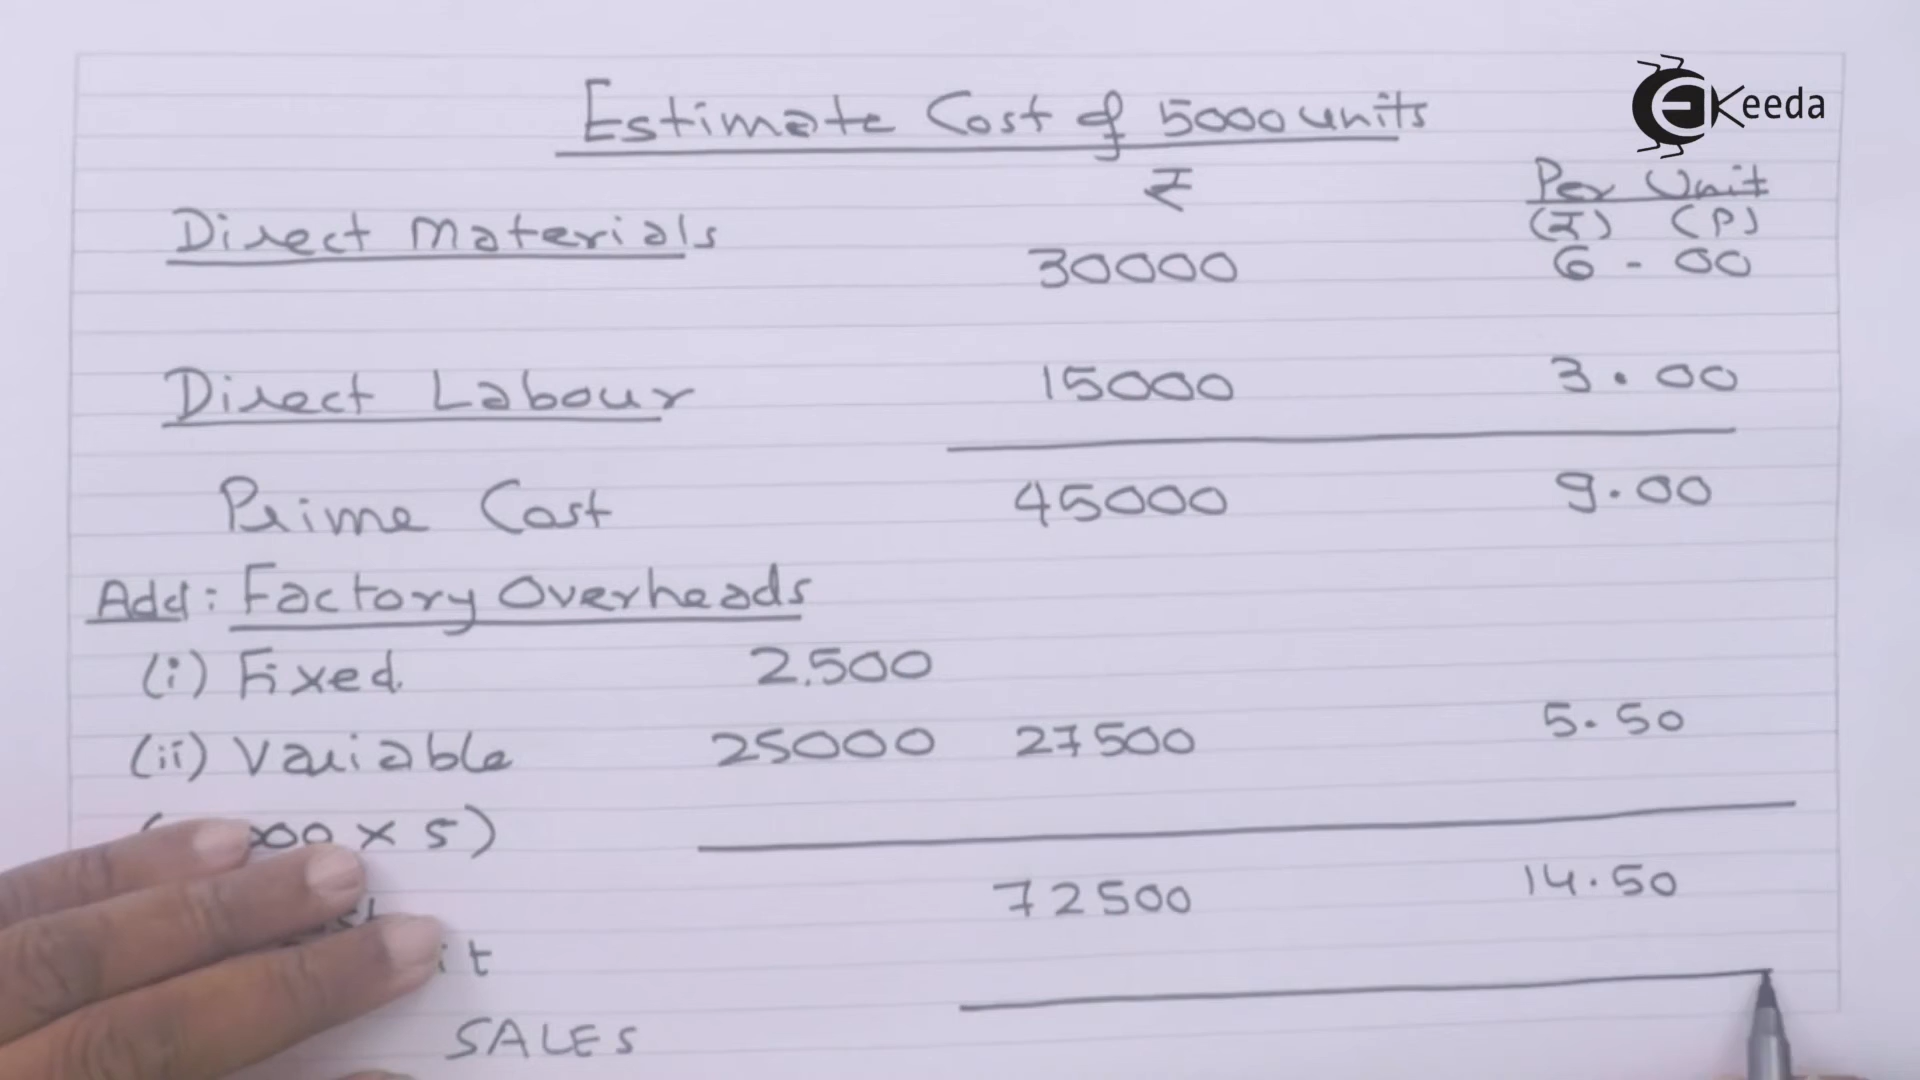 Estimate Cost of 5000 units
Keeda
₹ Per Unit
Direct Materials (₹) (P)
30000 6 - 00
Direct Labour 15000 3.00
Prime Cost 45000 9.00
Add: Factory Overheads
(i) Fixed. 2.500
(ii) Variable 25000 27500 5.50
x 5)
72500 14.50
SALES